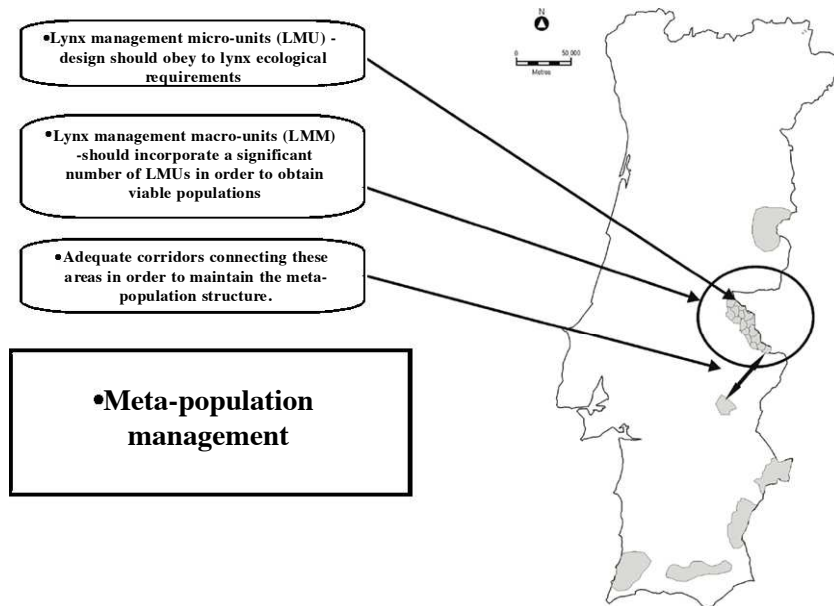 •Lynx management micro-units (LMU) -
design should obey to lynx ecological
requirements
•Lynx management macro-units (LMM)
-should incorporate a significant
number of LMUs in order to obtain
viable populations
•Adequate corridors connecting these
areas in order to maintain the meta-
population structure.
•Meta-population
management
N
0 50 000
Metres